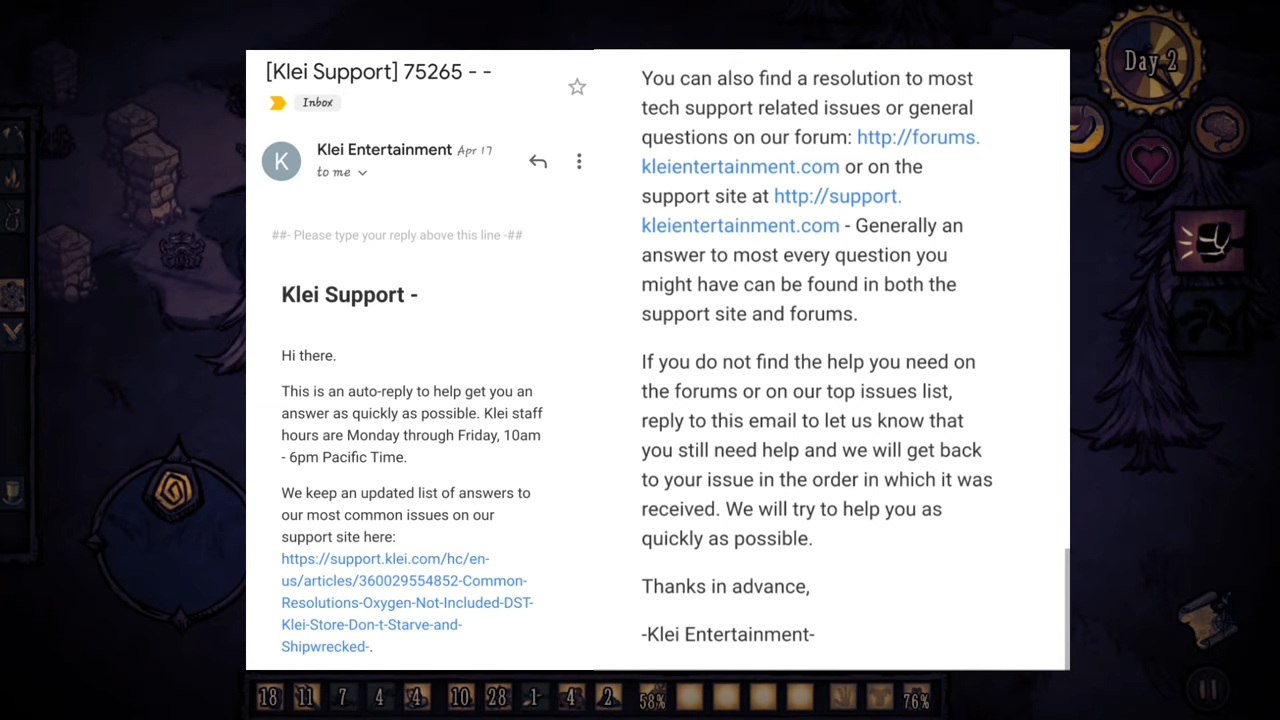 [Klei Support] 75265 - -
Inbox
K
Klei Entertainment Apr 17
to me
##- Please type your reply above this line -##
Klei Support -
Hi there.
This is an auto-reply to help get you an
answer as quickly as possible. Klei staff
hours are Monday through Friday, 10am
- 6pm Pacific Time.
We keep an updated list of answers to
our most common issues on our
support site here:
https://support.klei.com/hc/en-
us/articles/360029554852-Common-
Resolutions-Oxygen-Not-Included-DST-
Klei-Store-Don-t-Starve-and-
Shipwrecked-.
You can also find a resolution to most
tech support related issues or general
questions on our forum: http://forums.
kleientertainment.com or on the
support site at http://support.
kleientertainment.com - Generally an
answer to most every question you
might have can be found in both the
support site and forums.
If you do not find the help you need on
the forums or on our top issues list,
reply to this email to let us know that
you still need help and we will get back
to your issue in the order in which it was
received. We will try to help you as
quickly as possible.
Thanks in advance,
-Klei Entertainment-
Day 2
18 11 7 4 4 10 28 1 4 2 58% 76%